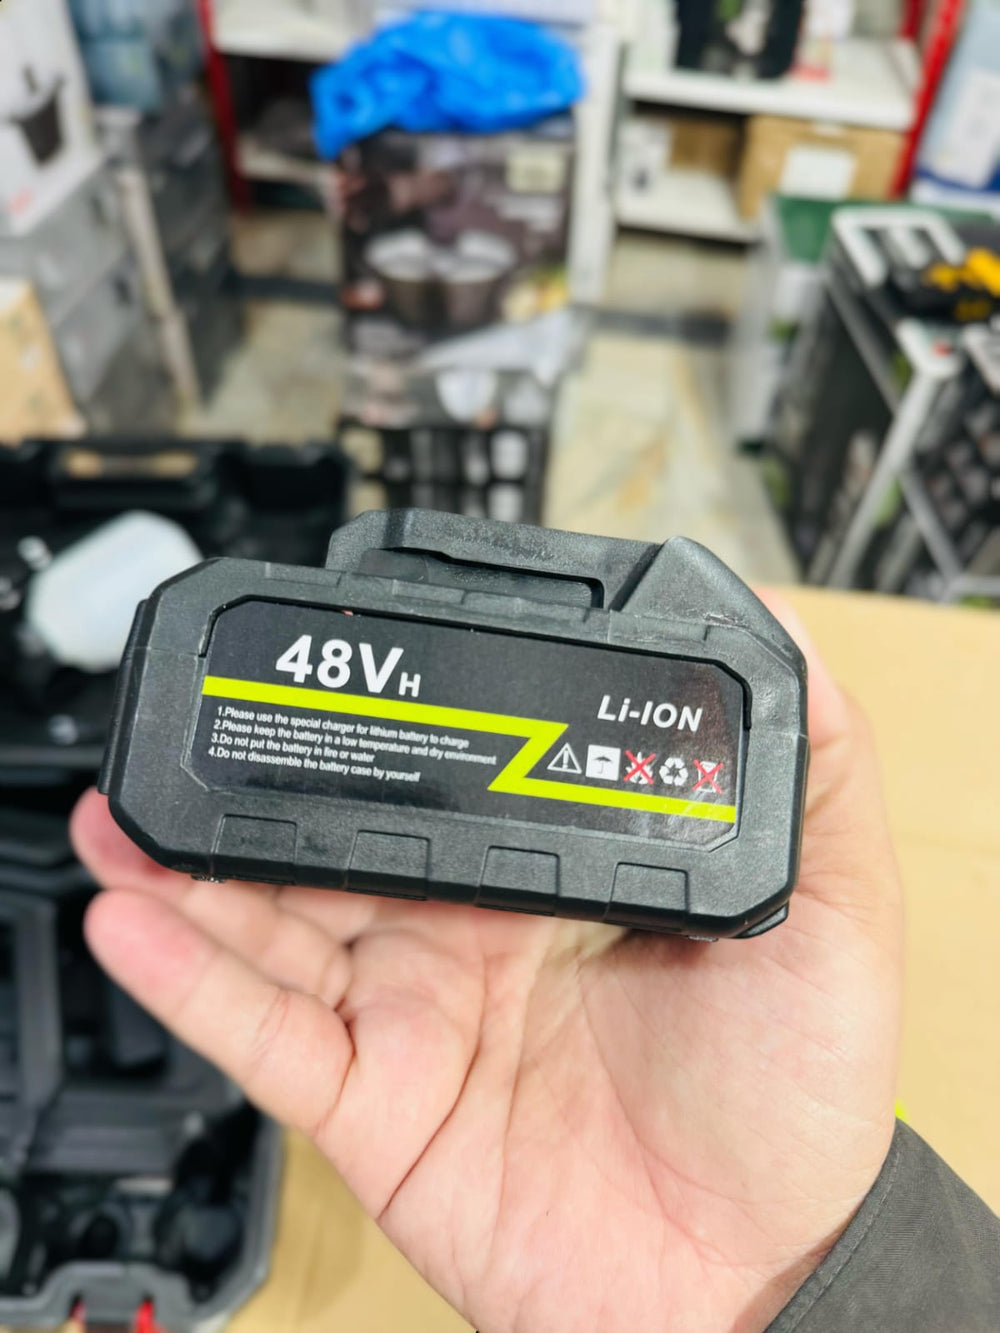 48VH
Li-ION
1.Please use the special charger for lithium battery to charge
2.Please keep the battery in a low temperature and dry environment
3.Do not put the battery in fire or water
4.Do not disassemble the battery case by yourself